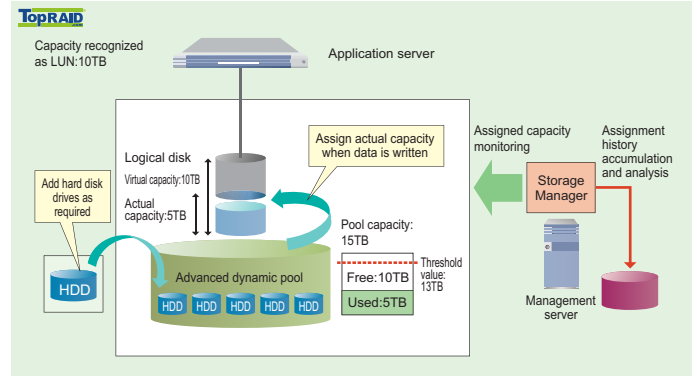 TopRAID
.com
Capacity recognized
as LUN:10TB
Application server
Assign actual capacity
when data is written
Logical disk
Virtual capacity:10TB
Actual
capacity:5TB
Add hard disk
drives as
required
HDD
Advanced dynamic pool
HDD HDD HDD HDD HDD
Pool capacity:
15TB
Free:10TB
Used:5TB
Threshold
value:
13TB
Assigned capacity
monitoring
Assignment
history
accumulation
and analysis
Storage
Manager
Management
server